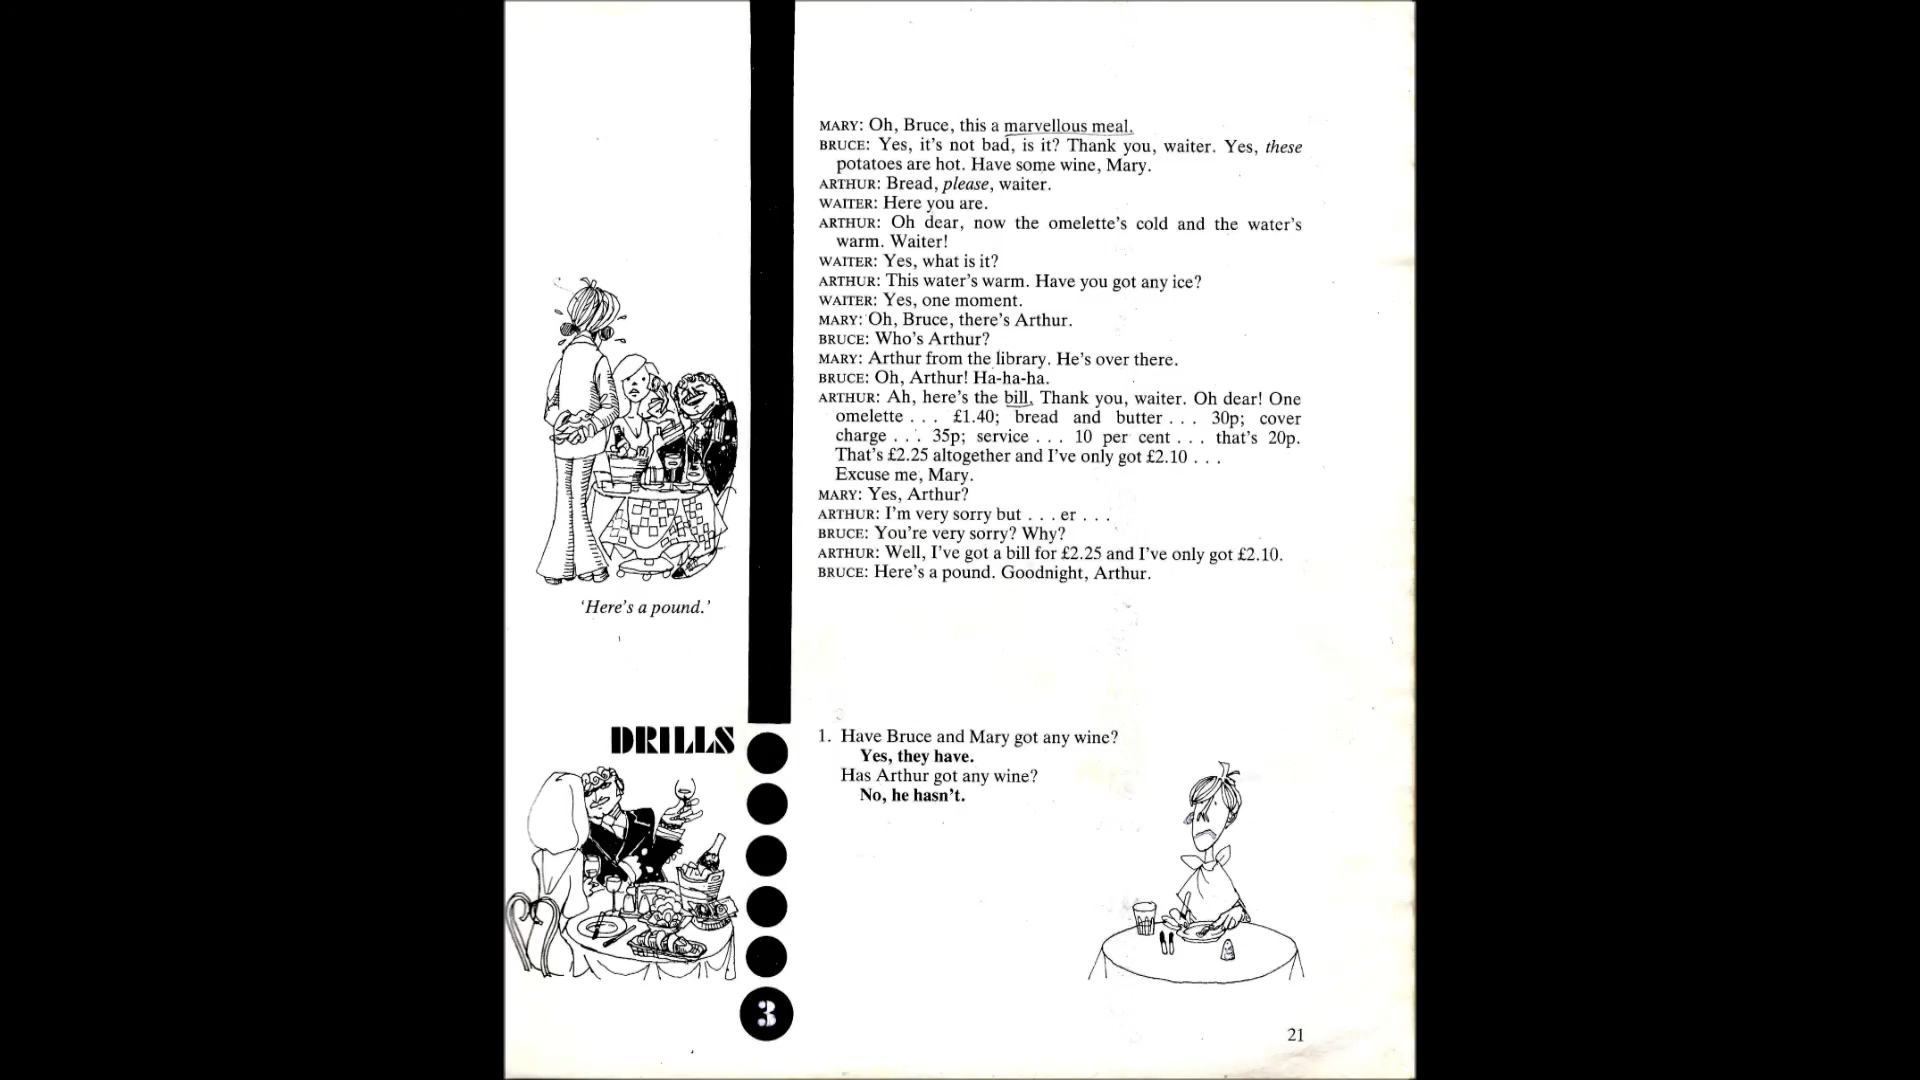 MARY: Oh, Bruce, this a marvellous meal.
BRUCE: Yes, it's not bad, is it? Thank you, waiter. Yes, these
potatoes are hot. Have some wine, Mary.
ARTHUR: Bread, please, waiter.
WAITER: Here you are.
ARTHUR: Oh dear, now the omelette's cold and the water's
warm. Waiter!
WAITER: Yes, what is it?
ARTHUR: This water's warm. Have you got any ice?
WAITER: Yes, one moment.
MARY: Oh, Bruce, there's Arthur.
BRUCE: Who's Arthur?
MARY: Arthur from the library. He's over there.
BRUCE: Oh, Arthur! Ha-ha-ha.
ARTHUR: Ah, here's the bill. Thank you, waiter. Oh dear! One
omelette . . . £1.40; bread and butter . . . 30p; cover
charge . . . 35p; service . . . 10 per cent . . . that's 20p.
That's £2.25 altogether and I've only got £2.10 . . .
Excuse me, Mary.
MARY: Yes, Arthur?
ARTHUR: I'm very sorry but . . . er . . .
BRUCE: You're very sorry? Why?
ARTHUR: Well, I've got a bill for £2.25 and I've only got £2.10.
BRUCE: Here's a pound. Goodnight, Arthur.
'Here's a pound.'
DRILLS
1. Have Bruce and Mary got any wine?
Yes, they have.
Has Arthur got any wine?
No, he hasn't.
3
21